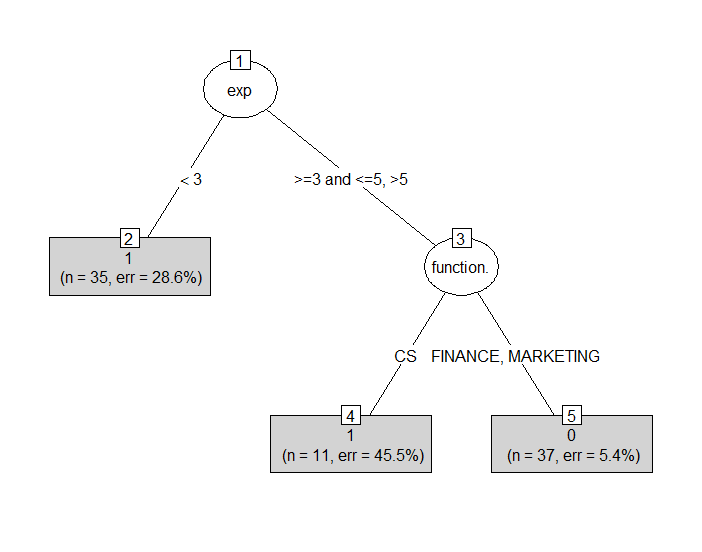 1
exp
< 3
>=3 and <=5, >5
2
1
(n = 35, err = 28.6%)
3
function.
CS
FINANCE, MARKETING
4
1
(n = 11, err = 45.5%)
5
0
(n = 37, err = 5.4%)